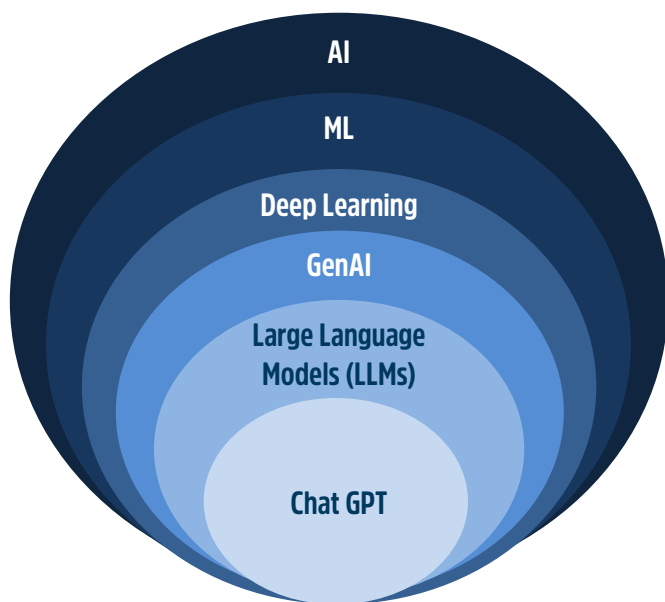 AI
ML
Deep Learning
GenAI
Large Language
Models (LLMs)
Chat GPT